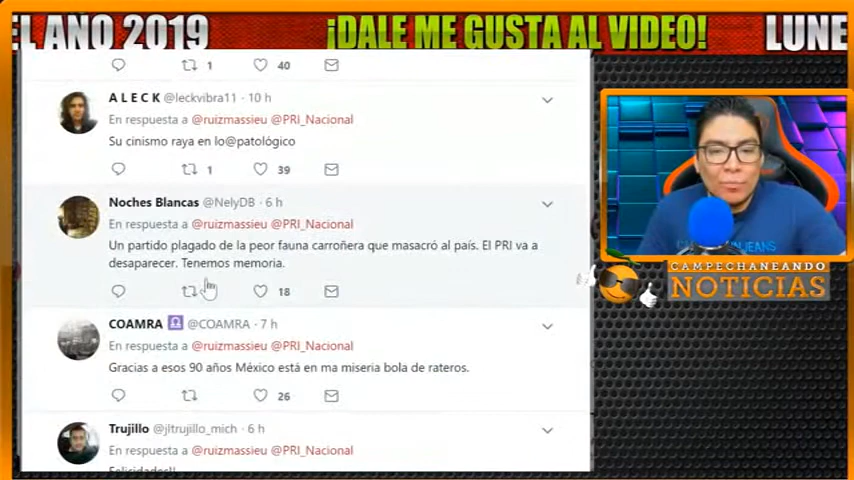 EL AÑO 2019
¡DALE ME GUSTA AL VIDEO!
LUNE
1
40
A L E C K @leckvibra11 · 10 h
En respuesta a @ruizmassieu @PRI_Nacional
Su cinismo raya en lo@patológico
1
39
Noches Blancas @NelyDB · 6 h
En respuesta a @ruizmassieu @PRI_Nacional
Un partido plagado de la peor fauna carroñera que masacró al país. El PRI va a
desaparecer. Tenemos memoria.
18
COAMRA ♎ @COAMRA · 7 h
En respuesta a @ruizmassieu @PRI_Nacional
Gracias a esos 90 años México está en ma miseria bola de rateros.
26
Trujillo @jltrujillo_mich · 6 h
En respuesta a @ruizmassieu @PRI_Nacional
Felicidades!!
CAMPECHANEANDO
NOTICIAS